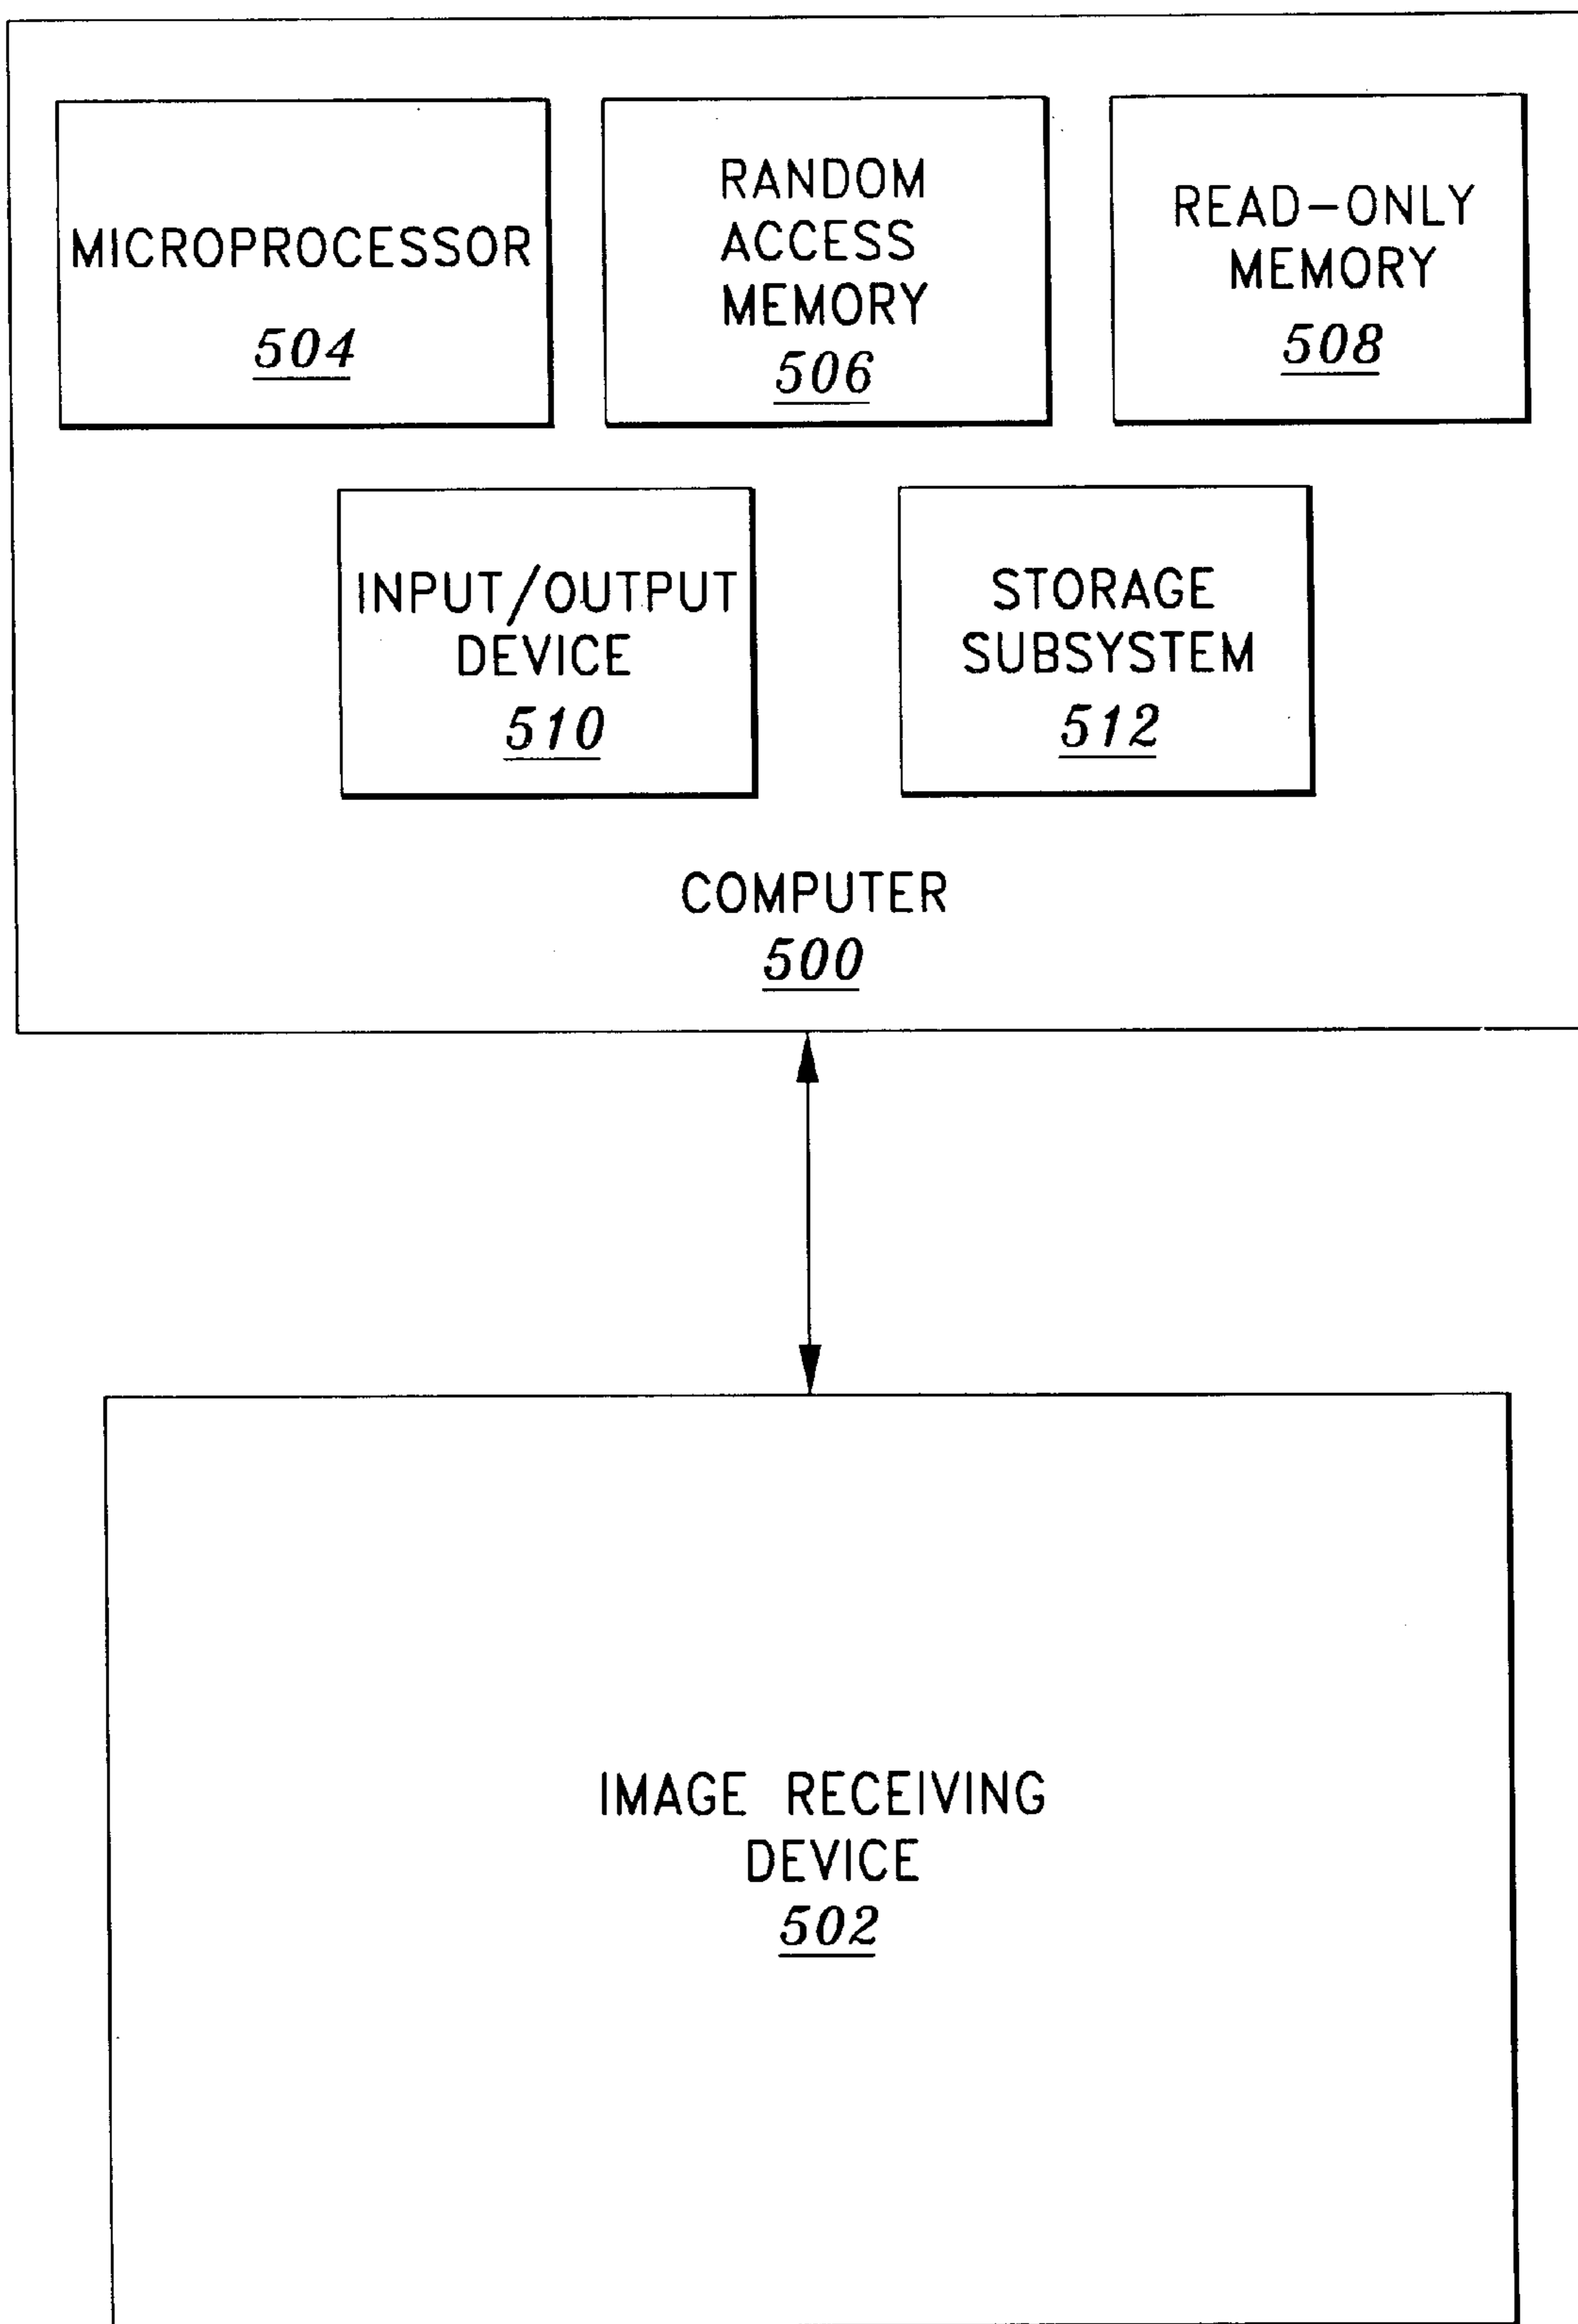 MICROPROCESSOR
504
RANDOM
ACCESS
MEMORY
506
READ-ONLY
MEMORY
508
INPUT/OUTPUT
DEVICE
510
STORAGE
SUBSYSTEM
512
COMPUTER
500
IMAGE RECEIVING
DEVICE
502